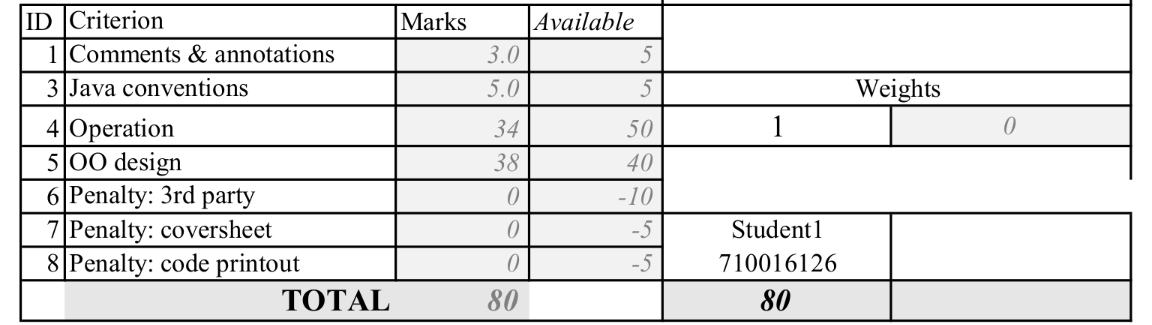 ID Criterion Marks Available
1 Comments & annotations 3.0 5
3 Java conventions 5.0 5 Weights
4 Operation 34 50 1 0
5 OO design 38 40
6 Penalty: 3rd party 0 -10
7 Penalty: coversheet 0 -5 Student1
8 Penalty: code printout 0 -5 710016126
TOTAL 80 80